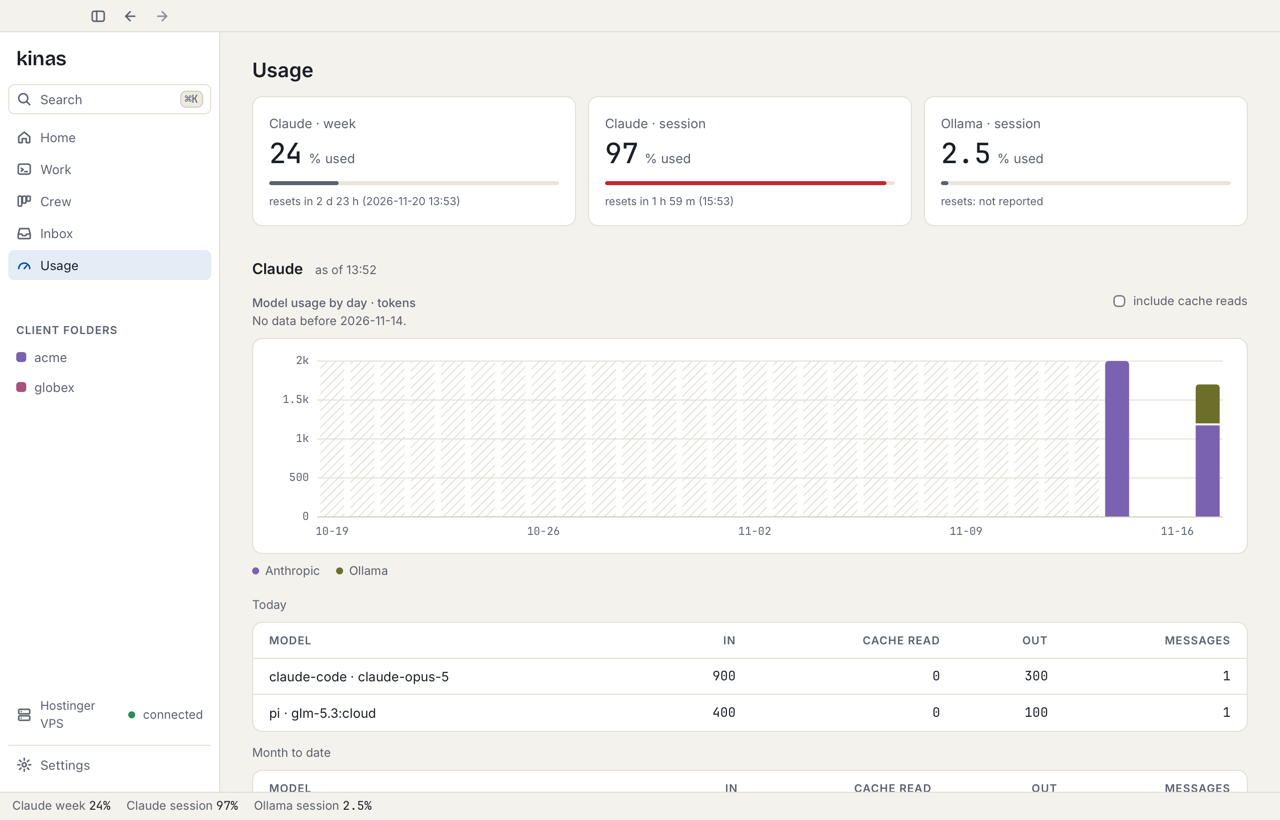 kinas
Search ⌘K
Home
Work
Crew
Inbox
Usage
CLIENT FOLDERS
acme
globex
Hostinger VPS
connected
Settings
Usage
Claude · week
24 % used
resets in 2 d 23 h (2026-11-20 13:53)
Claude · session
97 % used
resets in 1 h 59 m (15:53)
Ollama · session
2.5 % used
resets: not reported
Claude as of 13:52
Model usage by day · tokens
No data before 2026-11-14.
include cache reads
2k
1.5k
1k
500
0
10-19 10-26 11-02 11-09 11-16
Anthropic Ollama
Today
MODEL IN CACHE READ OUT MESSAGES
claude-code · claude-opus-5 900 0 300 1
pi · glm-5.3:cloud 400 0 100 1
Month to date
MODEL IN CACHE READ OUT MESSAGES
Claude week 24% Claude session 97% Ollama session 2.5%